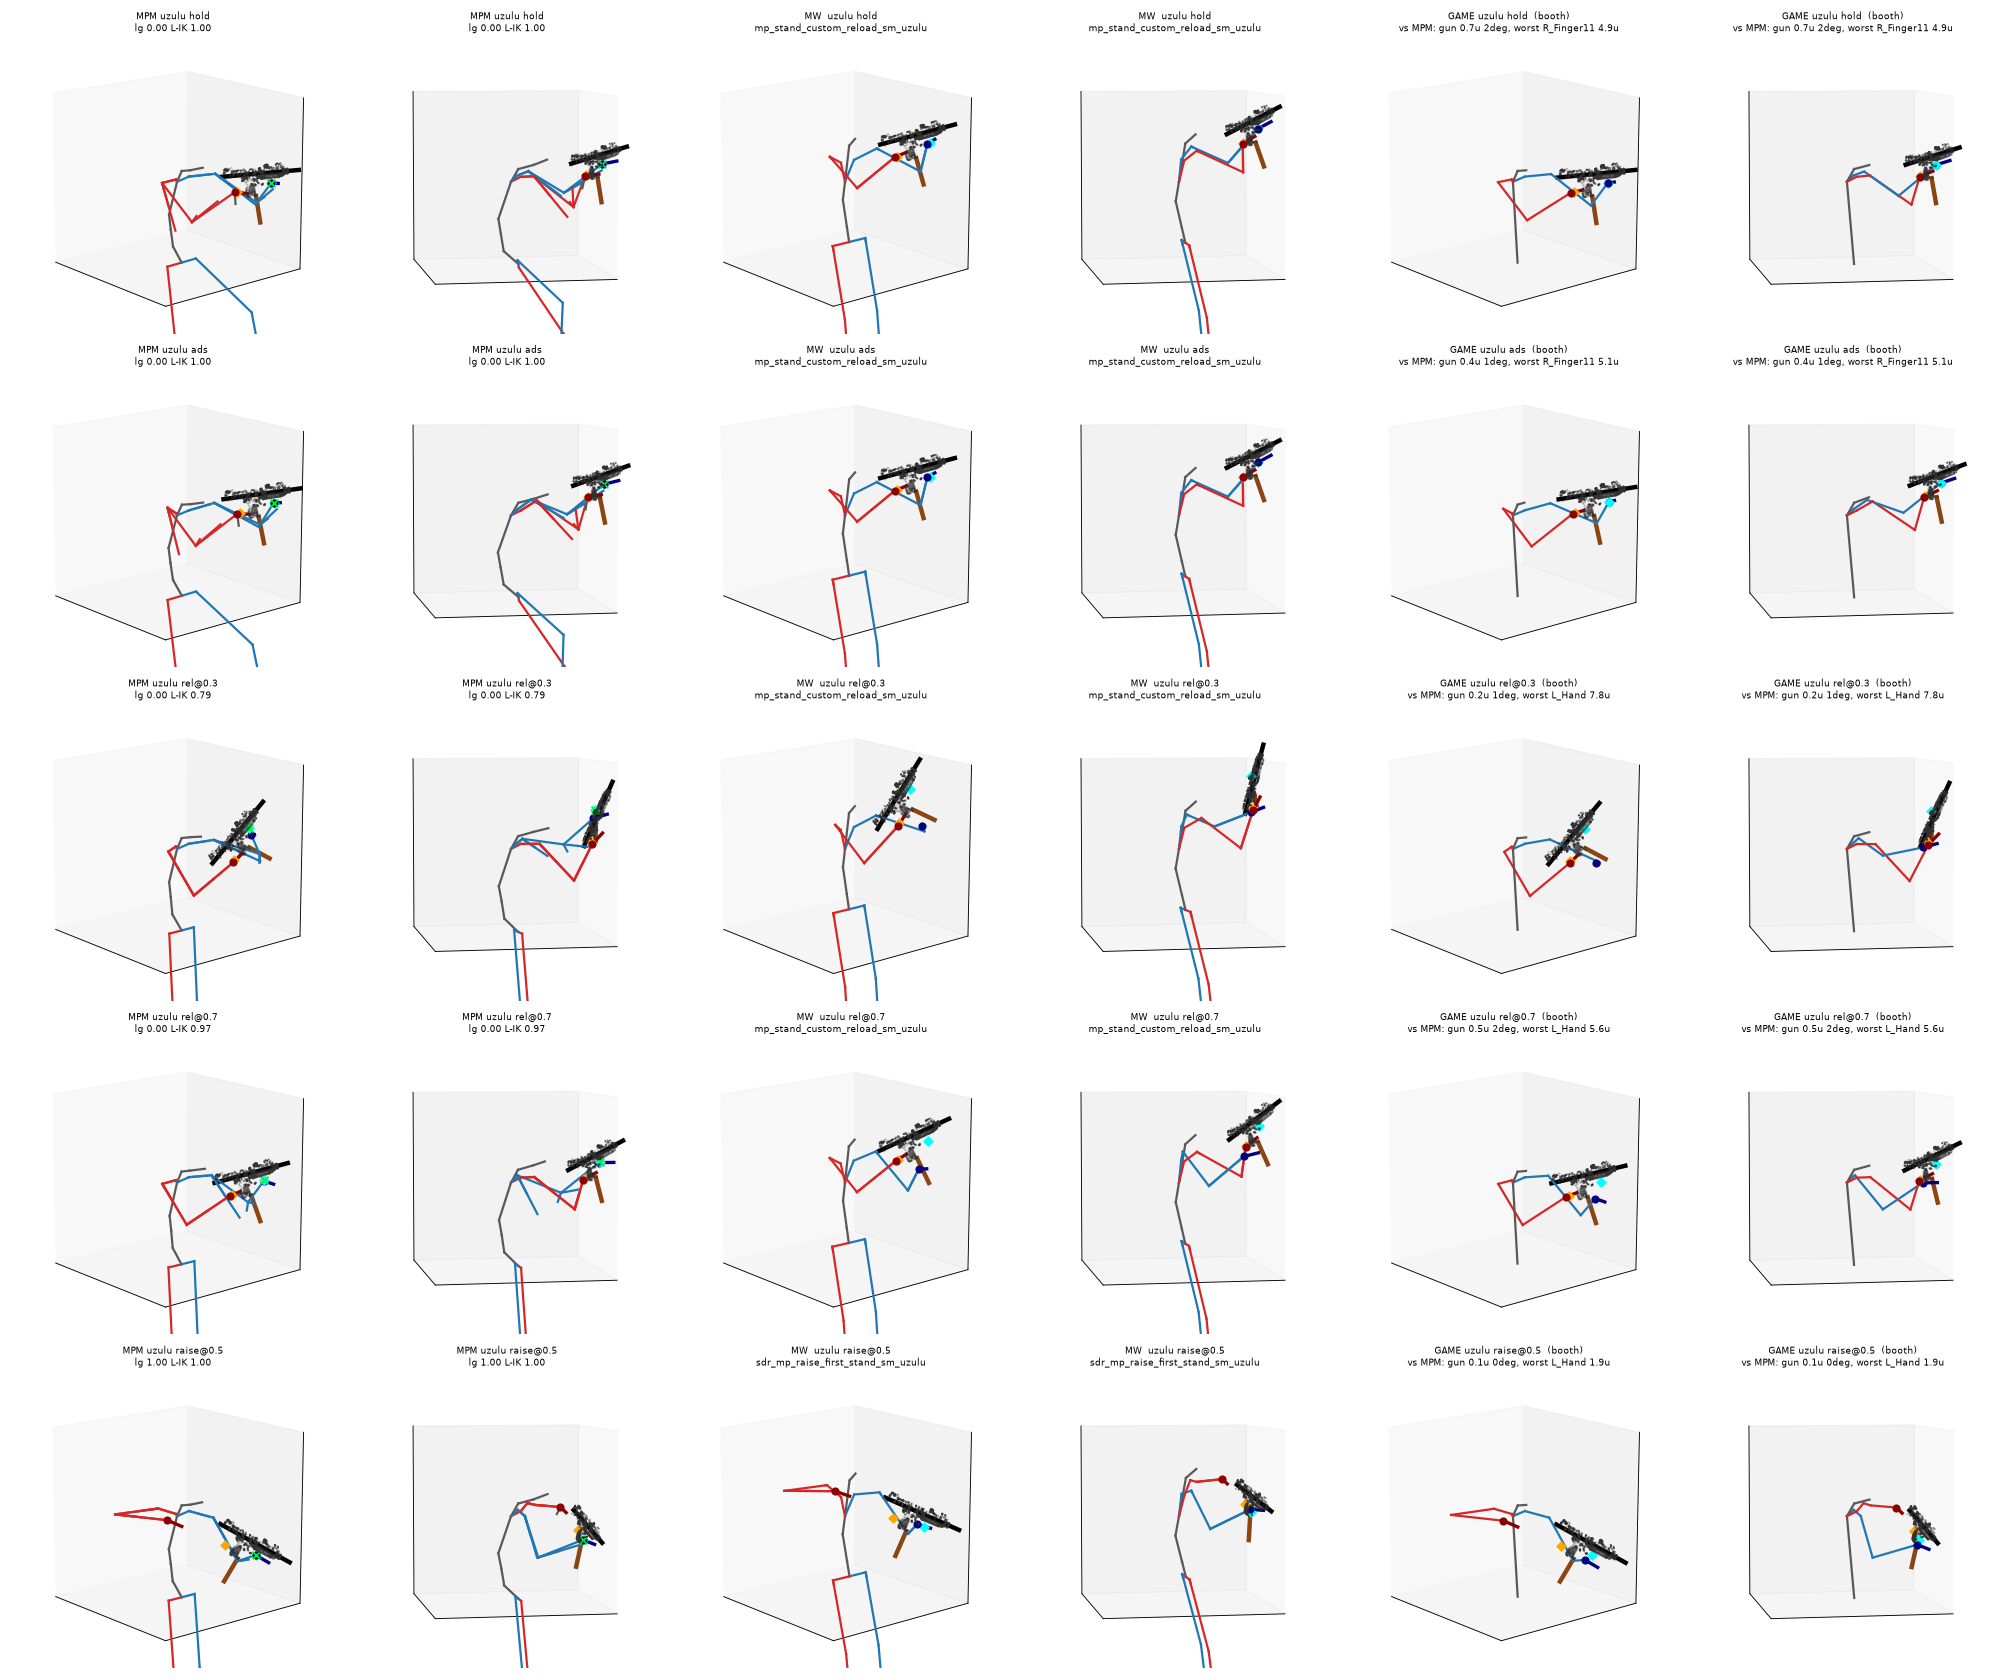 MPM uzulu hold
lg 0.00 L-IK 1.00
MPM uzulu hold
lg 0.00 L-IK 1.00
MW  uzulu hold
mp_stand_custom_reload_sm_uzulu
MW  uzulu hold
mp_stand_custom_reload_sm_uzulu
GAME uzulu hold  (booth)
vs MPM: gun 0.7u 2deg, worst R_Finger11 4.9u
GAME uzulu hold  (booth)
vs MPM: gun 0.7u 2deg, worst R_Finger11 4.9u
MPM uzulu ads
lg 0.00 L-IK 1.00
MPM uzulu ads
lg 0.00 L-IK 1.00
MW  uzulu ads
mp_stand_custom_reload_sm_uzulu
MW  uzulu ads
mp_stand_custom_reload_sm_uzulu
GAME uzulu ads  (booth)
vs MPM: gun 0.4u 1deg, worst R_Finger11 5.1u
GAME uzulu ads  (booth)
vs MPM: gun 0.4u 1deg, worst R_Finger11 5.1u
MPM uzulu rel@0.3
lg 0.00 L-IK 0.79
MPM uzulu rel@0.3
lg 0.00 L-IK 0.79
MW  uzulu rel@0.3
mp_stand_custom_reload_sm_uzulu
MW  uzulu rel@0.3
mp_stand_custom_reload_sm_uzulu
GAME uzulu rel@0.3  (booth)
vs MPM: gun 0.2u 1deg, worst L_Hand 7.8u
GAME uzulu rel@0.3  (booth)
vs MPM: gun 0.2u 1deg, worst L_Hand 7.8u
MPM uzulu rel@0.7
lg 0.00 L-IK 0.97
MPM uzulu rel@0.7
lg 0.00 L-IK 0.97
MW  uzulu rel@0.7
mp_stand_custom_reload_sm_uzulu
MW  uzulu rel@0.7
mp_stand_custom_reload_sm_uzulu
GAME uzulu rel@0.7  (booth)
vs MPM: gun 0.5u 2deg, worst L_Hand 5.6u
GAME uzulu rel@0.7  (booth)
vs MPM: gun 0.5u 2deg, worst L_Hand 5.6u
MPM uzulu raise@0.5
lg 1.00 L-IK 1.00
MPM uzulu raise@0.5
lg 1.00 L-IK 1.00
MW  uzulu raise@0.5
sdr_mp_raise_first_stand_sm_uzulu
MW  uzulu raise@0.5
sdr_mp_raise_first_stand_sm_uzulu
GAME uzulu raise@0.5  (booth)
vs MPM: gun 0.1u 0deg, worst L_Hand 1.9u
GAME uzulu raise@0.5  (booth)
vs MPM: gun 0.1u 0deg, worst L_Hand 1.9u